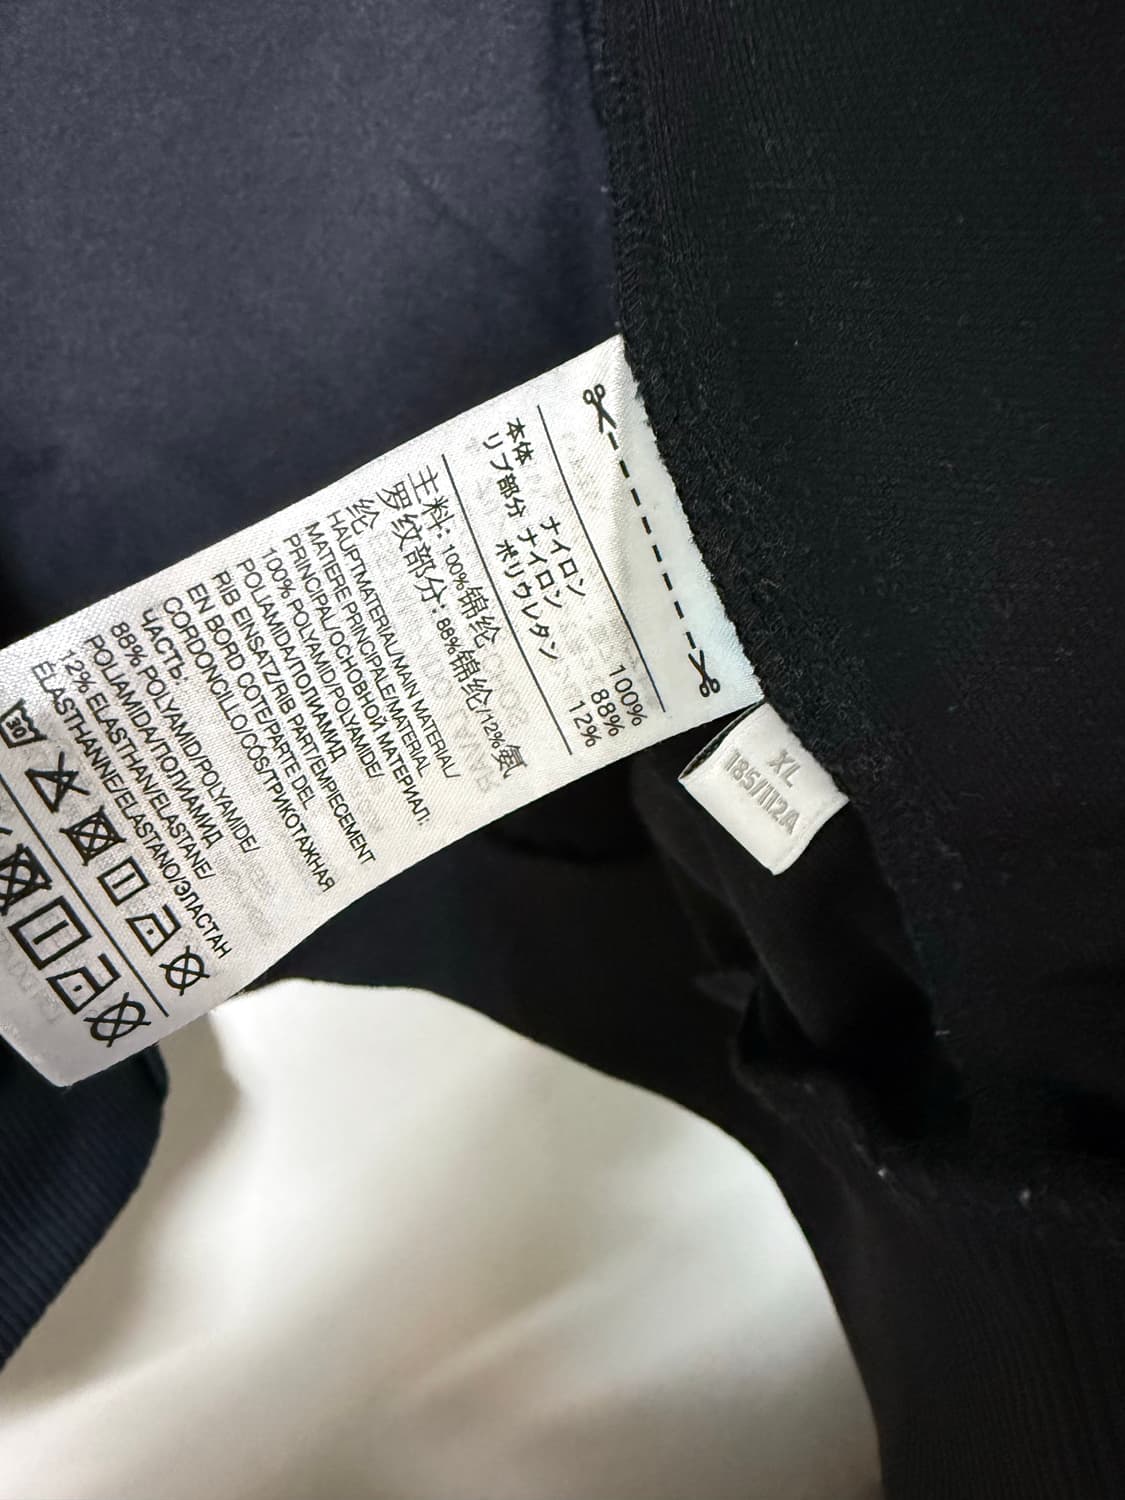 本体 ナイロン 100%
リブ部分 ナイロン 88%
ポリウレタン 12%
主料: 100%锦纶
罗纹部分: 88%锦纶/12%氨
纶
HAUPTMATERIAL/MAIN MATERIAL/
MATIERE PRINCIPALE/MATERIAL
PRINCIPAL/ОСНОВНОЙ МАТЕРИАЛ:
100% POLYAMID/POLYAMIDE/
POLIAMIDA/ПОЛИАМИД
RIB EINSATZ/RIB PART/EMPIECEMENT
EN BORD COTE/PARTE DEL
CORDONCILLO/CÓS/ТРИКОТАЖНАЯ
ЧАСТЬ:
88% POLYAMID/POLYAMIDE/
POLIAMIDA/ПОЛИАМИД
12% ELASTHAN/ELASTANE/
ELASTHANNE/ELASTANO/ЭЛАСТАН
30
XL
185/112A